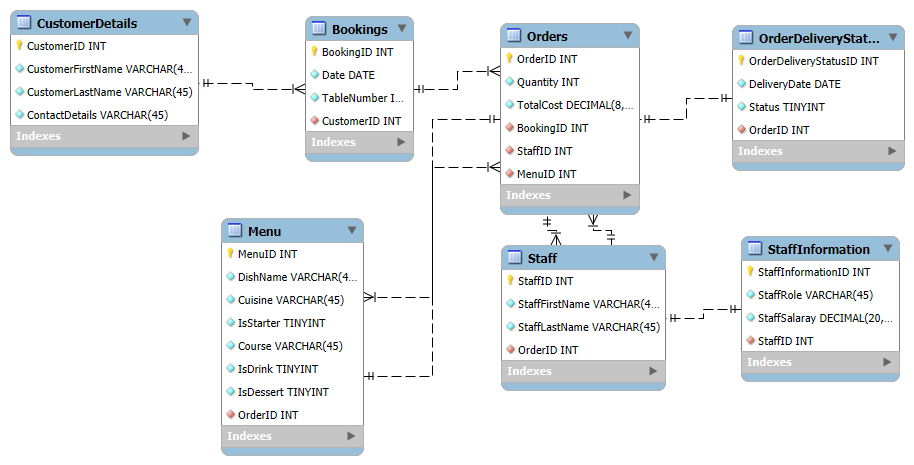 CustomerDetails
CustomerID INT
CustomerFirstName VARCHAR(4...
CustomerLastName VARCHAR(45)
ContactDetails VARCHAR(45)
Indexes
Bookings
BookingID INT
Date DATE
TableNumber I...
CustomerID INT
Indexes
Orders
OrderID INT
Quantity INT
TotalCost DECIMAL(8,...
BookingID INT
StaffID INT
MenuID INT
Indexes
OrderDeliveryStat...
OrderDeliveryStatusID INT
DeliveryDate DATE
Status TINYINT
OrderID INT
Indexes
Menu
MenuID INT
DishName VARCHAR(4...
Cuisine VARCHAR(45)
IsStarter TINYINT
Course VARCHAR(45)
IsDrink TINYINT
IsDessert TINYINT
OrderID INT
Indexes
Staff
StaffID INT
StaffFirstName VARCHAR(4...
StaffLastName VARCHAR(45)
OrderID INT
Indexes
StaffInformation
StaffInformationID INT
StaffRole VARCHAR(45)
StaffSalaray DECIMAL(20,...
StaffID INT
Indexes